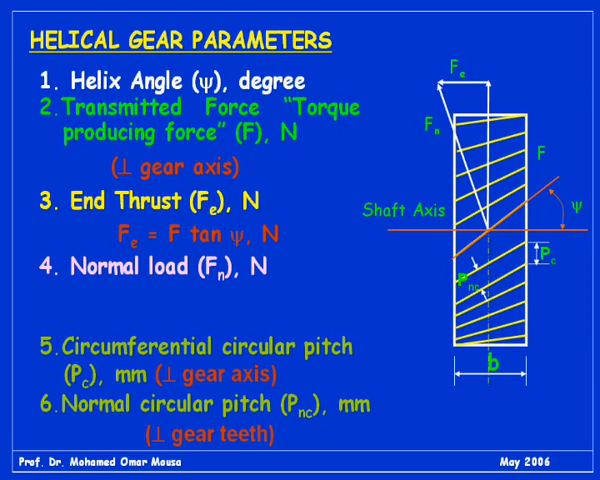 HELICAL GEAR PARAMETERS
1. Helix Angle (ψ), degree
2.Transmitted Force “Torque
producing force” (F), N
(⊥ gear axis)
3. End Thrust (Fe), N
Fe = F tan ψ, N
4. Normal load (Fn), N
5.Circumferential circular pitch
(Pc), mm (⊥ gear axis)
6.Normal circular pitch (Pnc), mm
(⊥ gear teeth)
Fe
Fn
F
Shaft Axis
ψ
Pc
Pnc
b
Prof. Dr. Mohamed Omar Mousa
May 2006